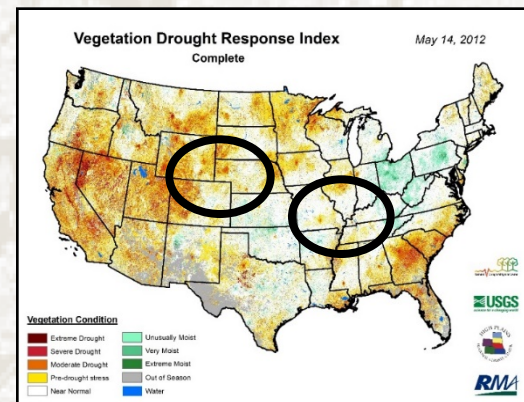 Vegetation Drought Response Index
Complete
May 14, 2012
Vegetation Condition
Extreme Drought
Severe Drought
Moderate Drought
Pre-drought stress
Near Normal
Unusually Moist
Very Moist
Extreme Moist
Out of Season
Water
USGS
RMA